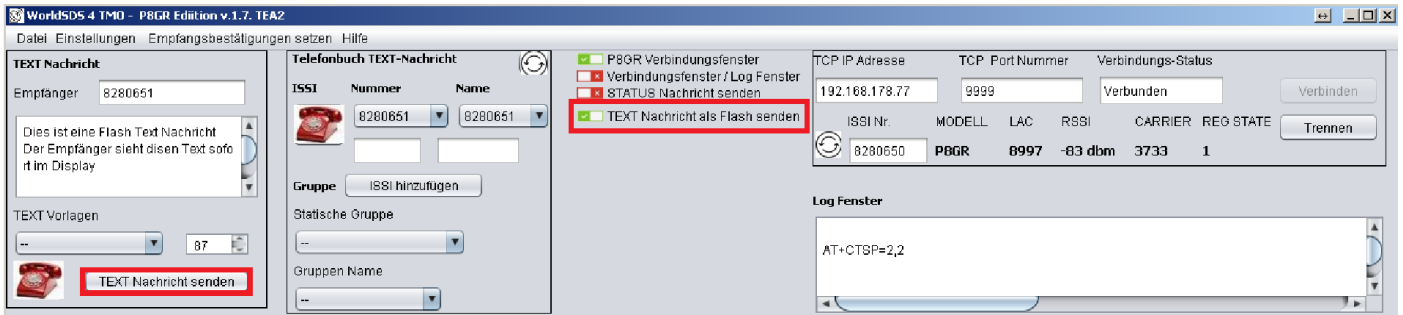 WorldSDS 4 TMO - P8GR Ediition v.1.7. TEA2
Datei Einstellungen Empfangsbestätigungen setzen Hilfe
TEXT Nachricht
Empfänger 8280651
Dies ist eine Flash Text Nachricht
Der Empfänger sieht disen Text sofo
rt im Display
TEXT Vorlagen
-- 87
TEXT Nachricht senden
Telefonbuch TEXT-Nachricht
ISSI Nummer Name
8280651 8280651
Gruppe ISSI hinzufügen
Statische Gruppe
--
Gruppen Name
--
P8GR Verbindungsfenster
Verbindungsfenster / Log Fenster
STATUS Nachricht senden
TEXT Nachricht als Flash senden
TCP IP Adresse TCP Port Nummer Verbindungs-Status
192.168.178.77 9999 Verbunden Verbinden
ISSI Nr. MODELL LAC RSSI CARRIER REG STATE Trennen
8280650 P8GR 8997 -83 dbm 3733 1
Log Fenster
AT+CTSP=2,2